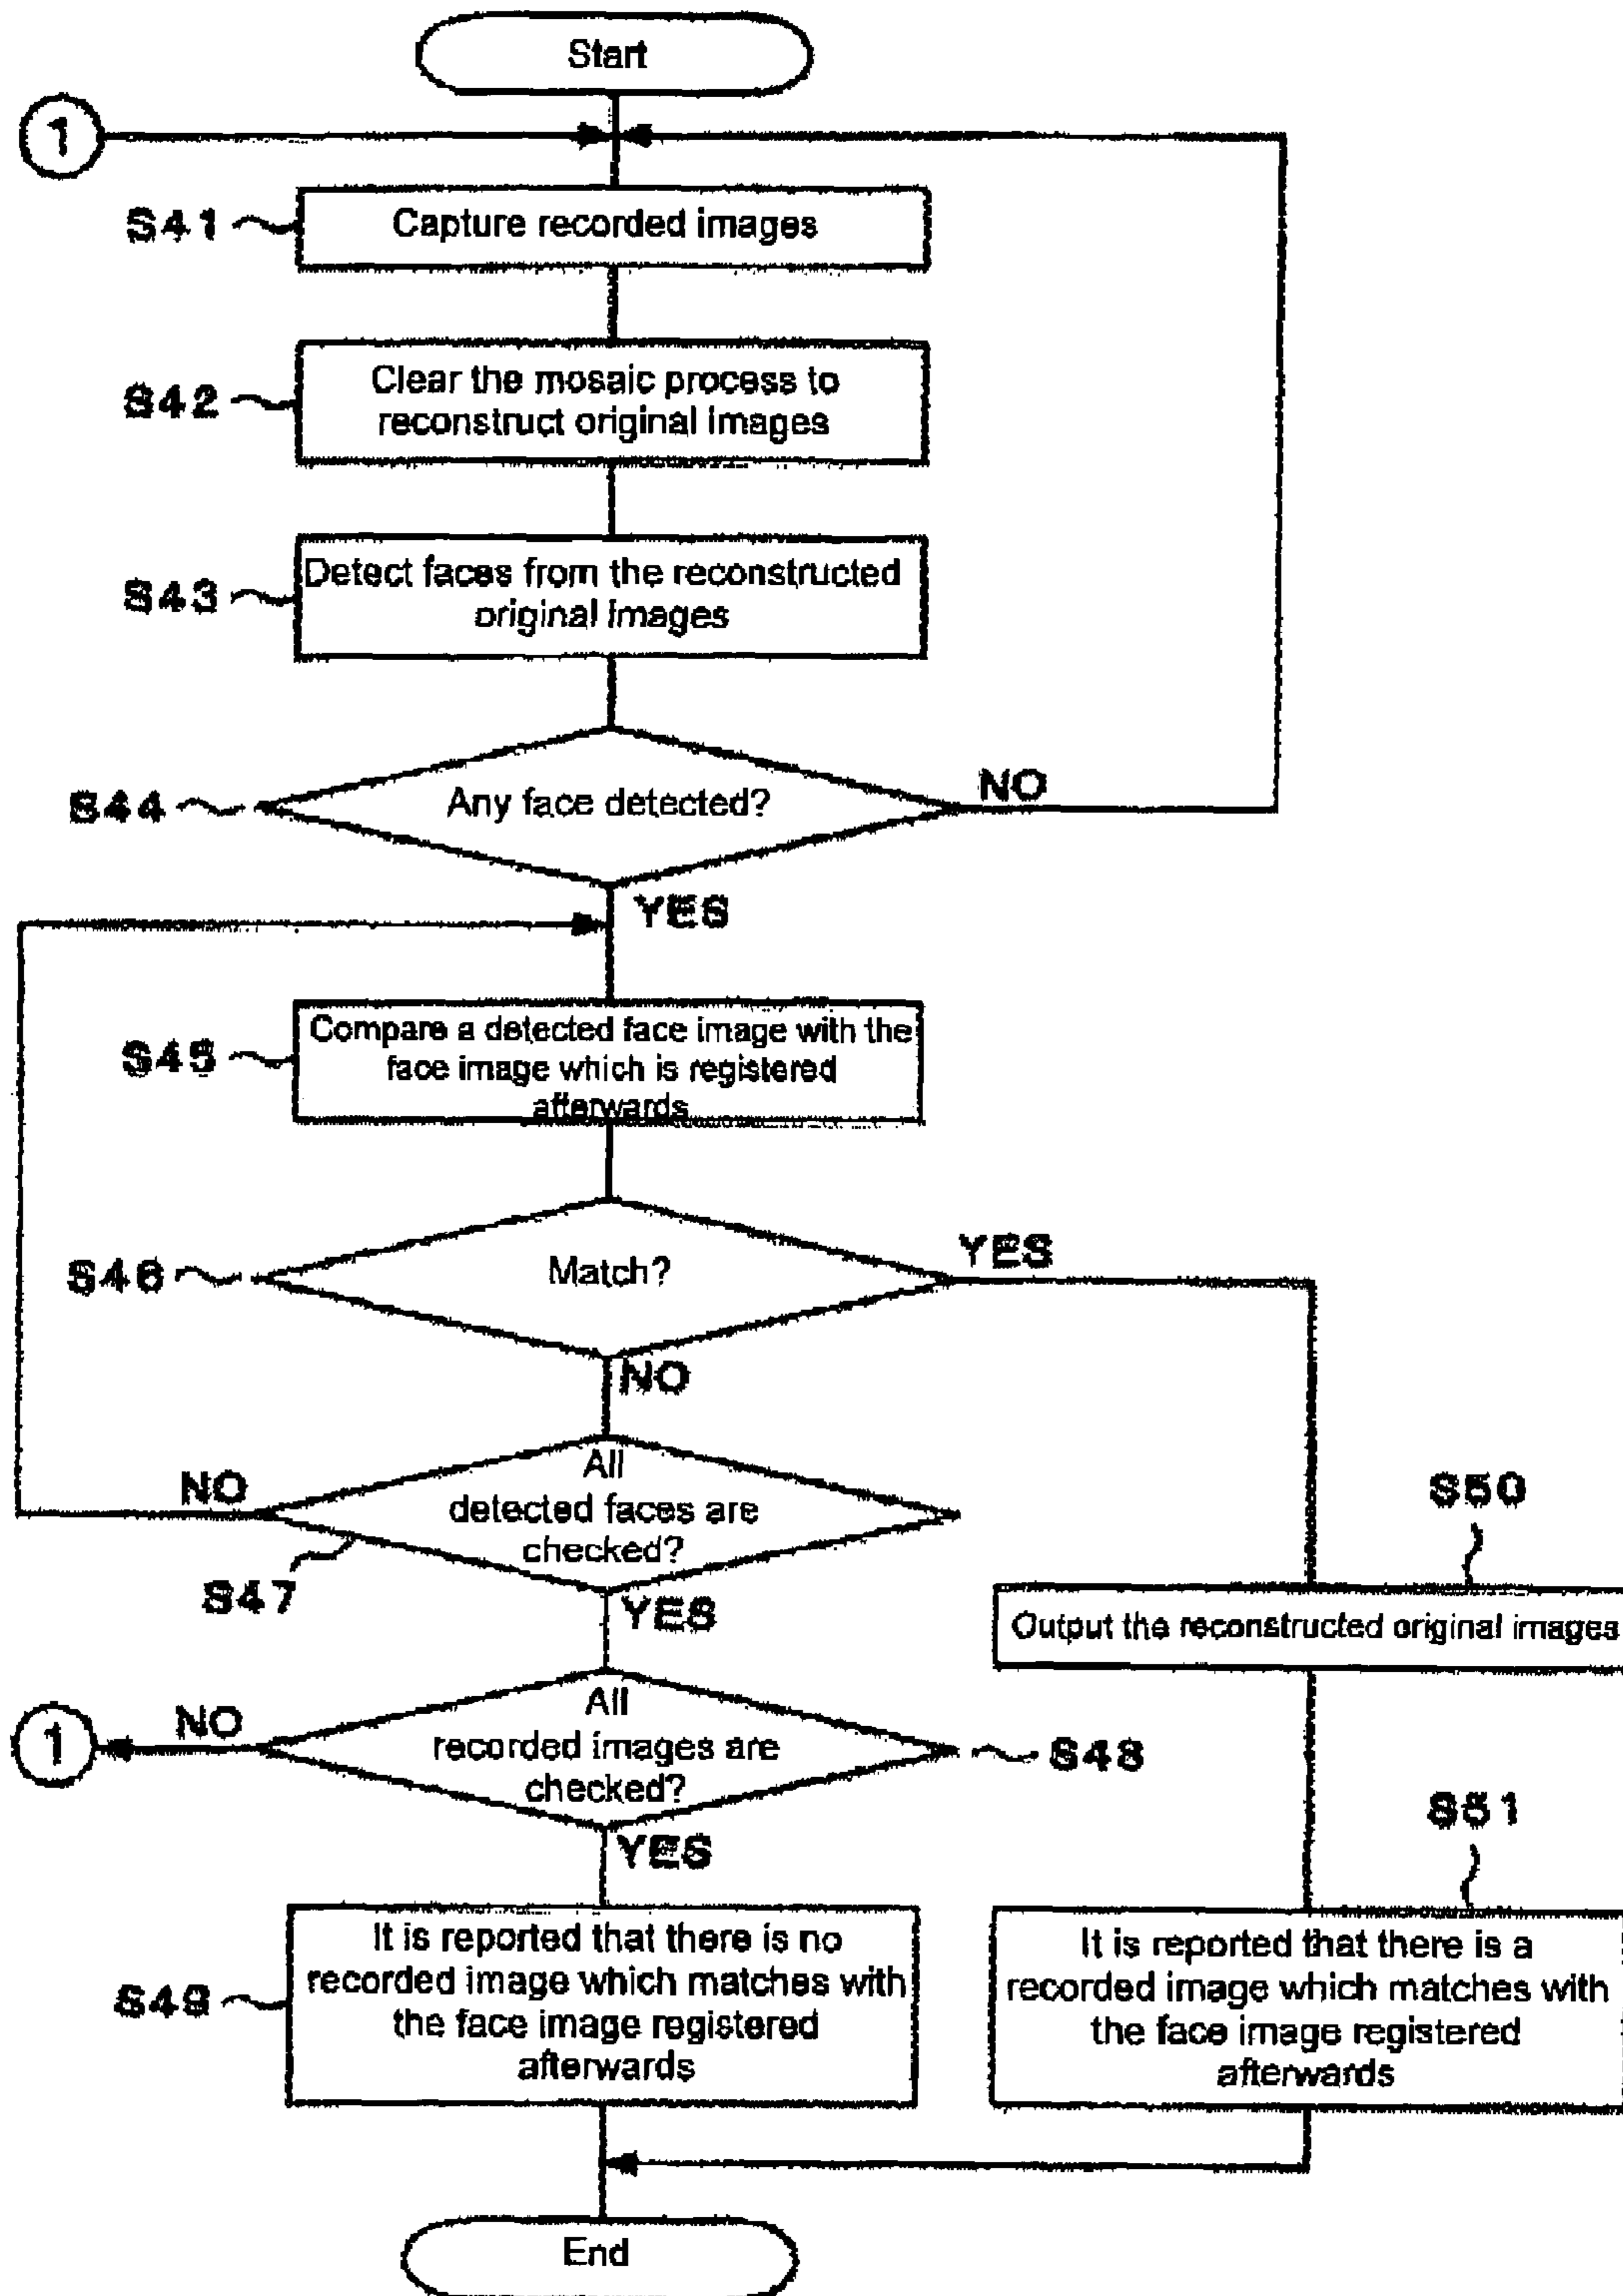 Start
1
S41
Capture recorded images
S42
Clear the mosaic process to
reconstruct original images
S43
Detect faces from the reconstructed
original images
S44
Any face detected?
NO
YES
S45
Compare a detected face image with the
face image which is registered
afterwards
S46
Match?
YES
NO
All
detected faces are
checked?
NO
S47
YES
S50
Output the reconstructed original images
1
NO
All
recorded images are
checked?
S48
YES
S51
S49
It is reported that there is no
recorded image which matches with
the face image registered
afterwards
It is reported that there is a
recorded image which matches with
the face image registered
afterwards
End